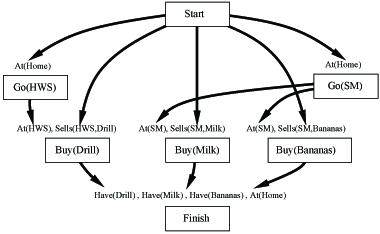 Start
At(Home)
At(Home)
Go(HWS)
Go(SM)
At(HWS), Sells(HWS,Drill)
At(SM), Sells(SM,Milk)
At(SM), Sells(SM,Bananas)
Buy(Drill)
Buy(Milk)
Buy(Bananas)
Have(Drill) , Have(Milk) , Have(Bananas) , At(Home)
Finish